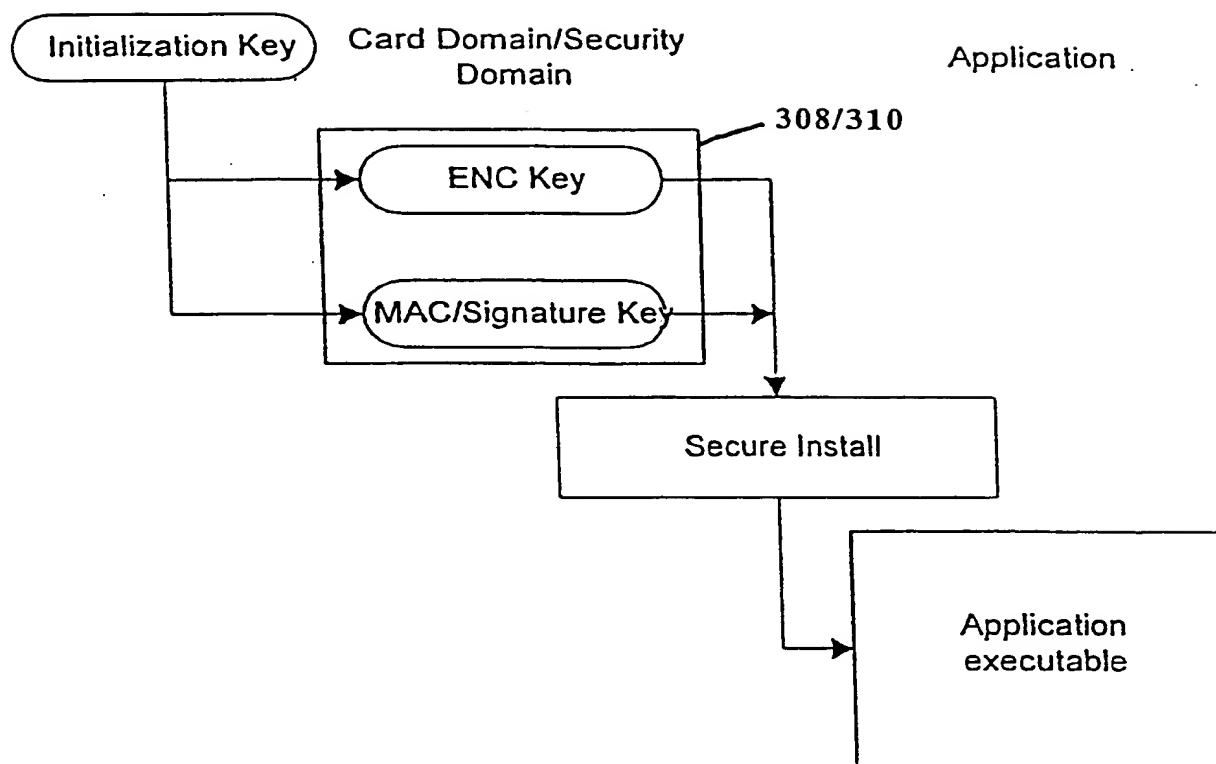 Initialization Key
Card Domain/Security
Domain
Application
308/310
ENC Key
MAC/Signature Key
Secure Install
Application
executable